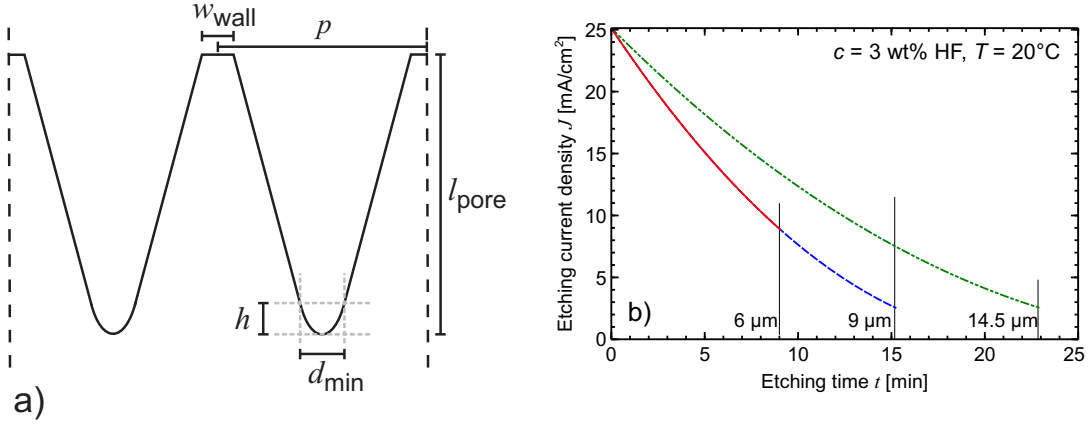 w_wall
p
l_pore
h
d_min
a)
Etching current density J [mA/cm²]
25
20
15
10
5
0
c = 3 wt% HF, T = 20°C
b)
6 µm
9 µm
14.5 µm
0
5
10
15
20
25
Etching time t [min]